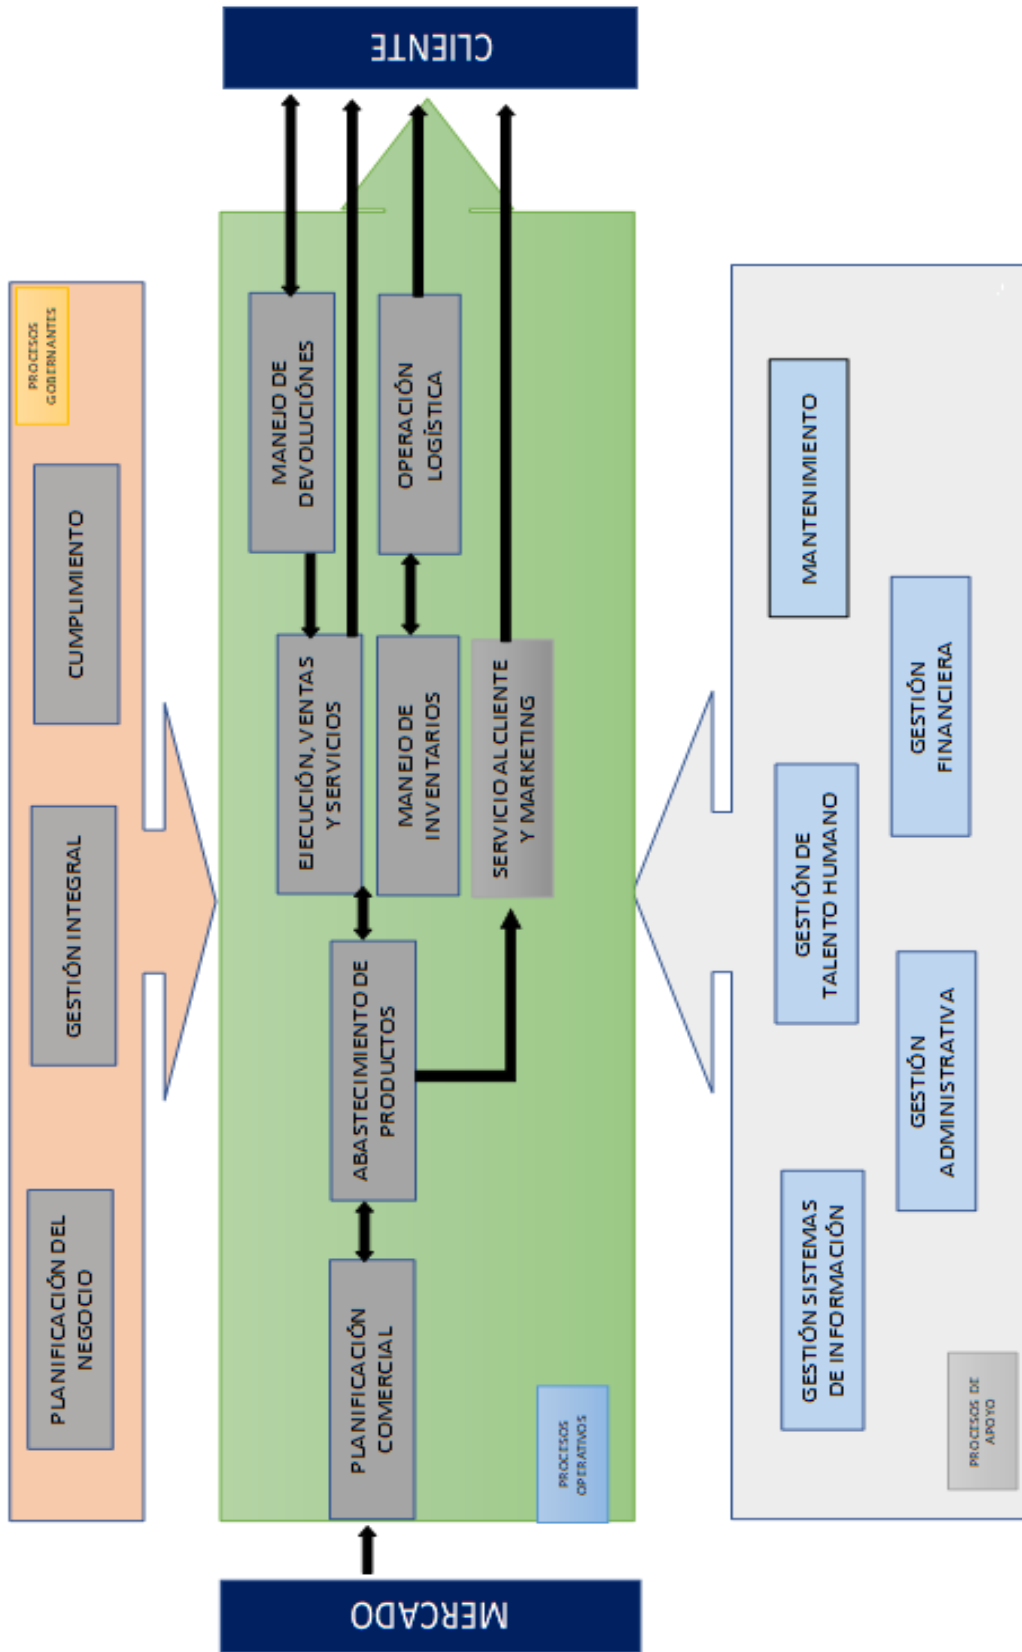 PROCESOS
GOBERNANTES
PLANIFICACIÓN DEL
NEGOCIO
GESTIÓN INTEGRAL
CUMPLIMIENTO
MERCADO
PLANIFICACIÓN
COMERCIAL
ABASTECIMIENTO DE
PRODUCTOS
EJECUCIÓN, VENTAS
Y SERVICIOS
MANEJO DE
DEVOLUCIÓNES
MANEJO DE
INVENTARIOS
OPERACIÓN
LOGÍSTICA
SERVICIO AL CLIENTE
Y MARKETING
PROCESOS
OPERATIVOS
CLIENTE
GESTIÓN SISTEMAS
DE INFORMACIÓN
GESTIÓN DE
TALENTO HUMANO
MANTENIMIENTO
GESTIÓN
ADMINISTRATIVA
GESTIÓN
FINANCIERA
PROCESOS DE
APOYO